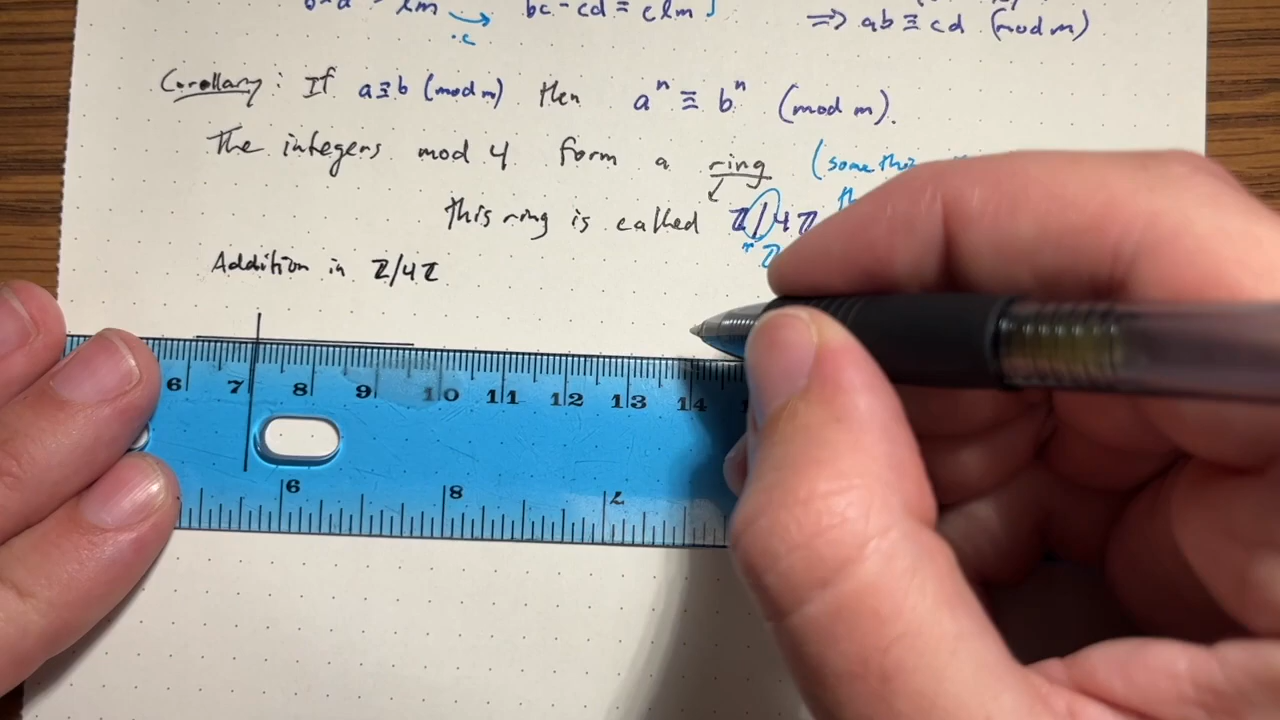 bc - cd = clm
·c
⇒ ab ≡ cd (mod m)
Corollary: If a≡b (mod m) then aⁿ ≡ bⁿ (mod m).
The integers mod 4 form a ring
this ring is called ℤ/4ℤ
Addition in ℤ/4ℤ
6 7 8 9 10 11 12 13 14
6 8